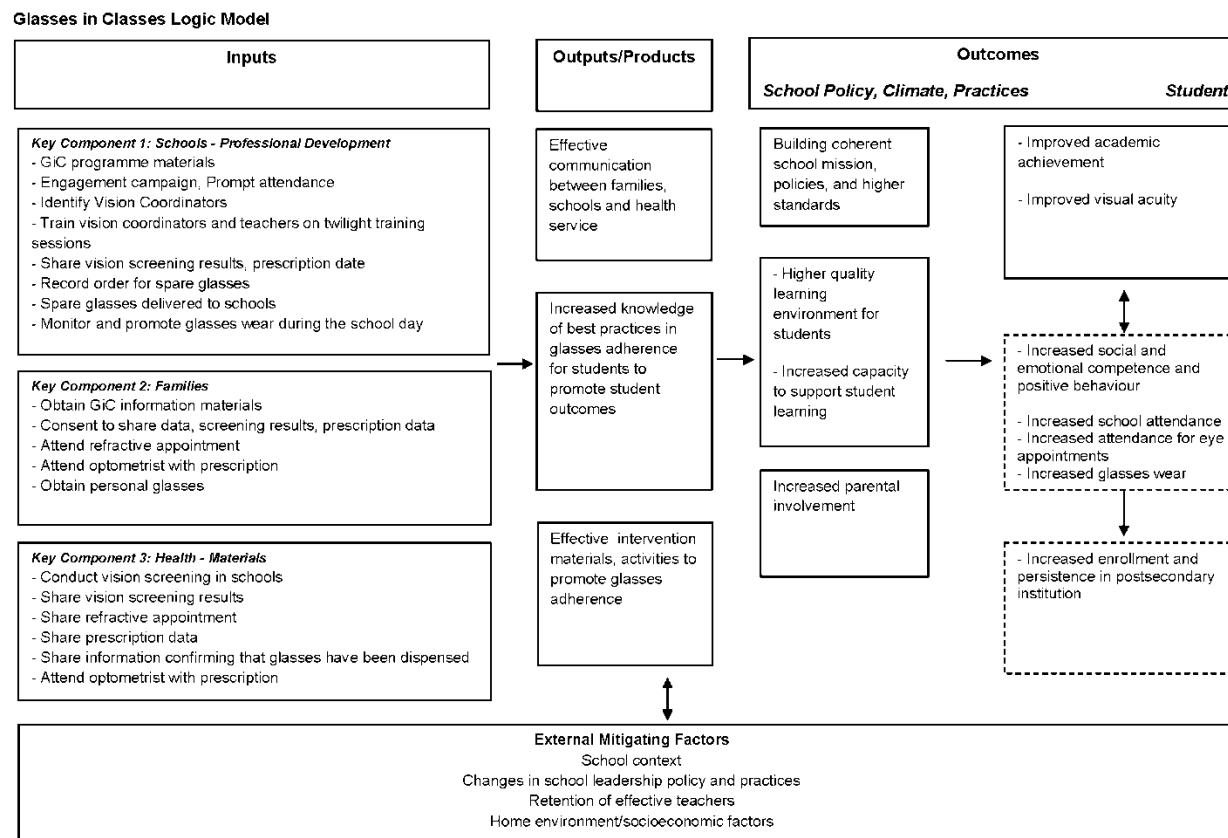 Glasses in Classes Logic Model
Inputs
Outputs/Products
Outcomes
School Policy, Climate, Practices
Student
Key Component 1: Schools - Professional Development
- GiC programme materials
- Engagement campaign, Prompt attendance
- Identify Vision Coordinators
- Train vision coordinators and teachers on twilight training
sessions
- Share vision screening results, prescription date
- Record order for spare glasses
- Spare glasses delivered to schools
- Monitor and promote glasses wear during the school day
Key Component 2: Families
- Obtain GiC information materials
- Consent to share data, screening results, prescription data
- Attend refractive appointment
- Attend optometrist with prescription
- Obtain personal glasses
Key Component 3: Health - Materials
- Conduct vision screening in schools
- Share vision screening results
- Share refractive appointment
- Share prescription data
- Share information confirming that glasses have been dispensed
- Attend optometrist with prescription
Effective
communication
between families,
schools and health
service
Increased knowledge
of best practices in
glasses adherence
for students to
promote student
outcomes
Effective intervention
materials, activities to
promote glasses
adherence
Building coherent
school mission,
policies, and higher
standards
- Higher quality
learning
environment for
students
- Increased capacity
to support student
learning
Increased parental
involvement
- Improved academic
achievement
- Improved visual acuity
- Increased social and
emotional competence and
positive behaviour
- Increased school attendance
- Increased attendance for eye
appointments
- Increased glasses wear
- Increased enrollment and
persistence in postsecondary
institution
External Mitigating Factors
School context
Changes in school leadership policy and practices
Retention of effective teachers
Home environment/socioeconomic factors